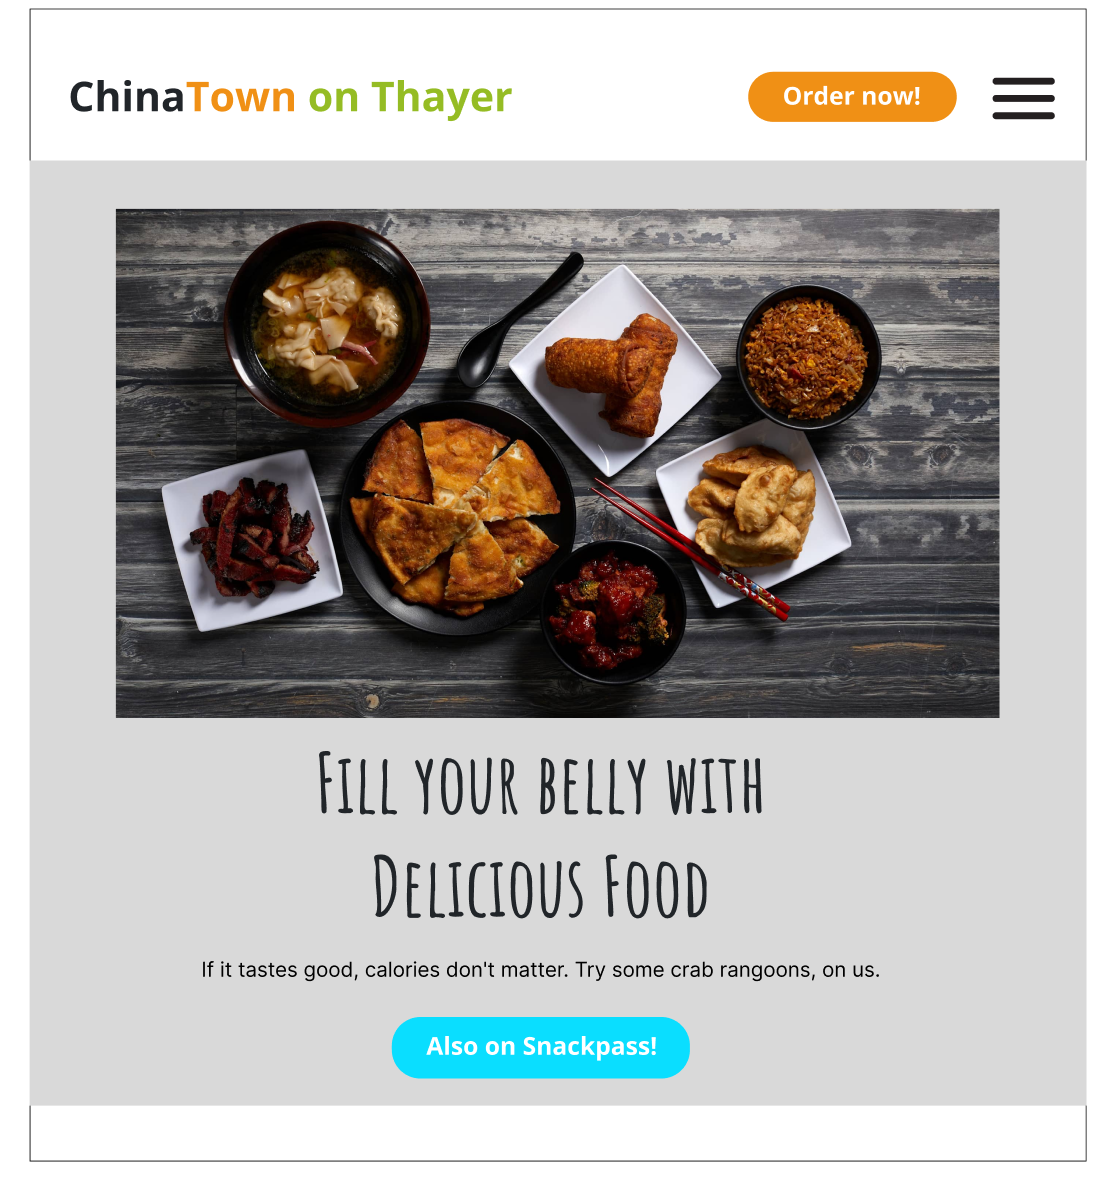 ChinaTown on Thayer
Order now!
Fill your belly with
Delicious Food
If it tastes good, calories don't matter. Try some crab rangoons, on us.
Also on Snackpass!